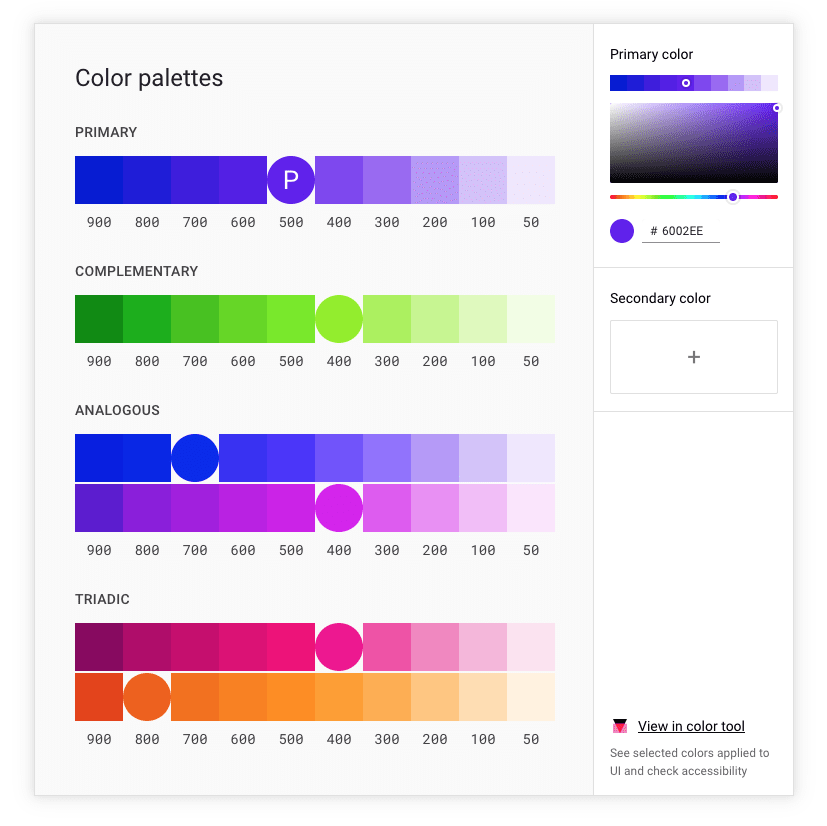 Color palettes
PRIMARY
P
900 800 700 600 500 400 300 200 100 50
COMPLEMENTARY
900 800 700 600 500 400 300 200 100 50
ANALOGOUS
900 800 700 600 500 400 300 200 100 50
TRIADIC
900 800 700 600 500 400 300 200 100 50
Primary color
# 6002EE
Secondary color
+
View in color tool
See selected colors applied to
UI and check accessibility